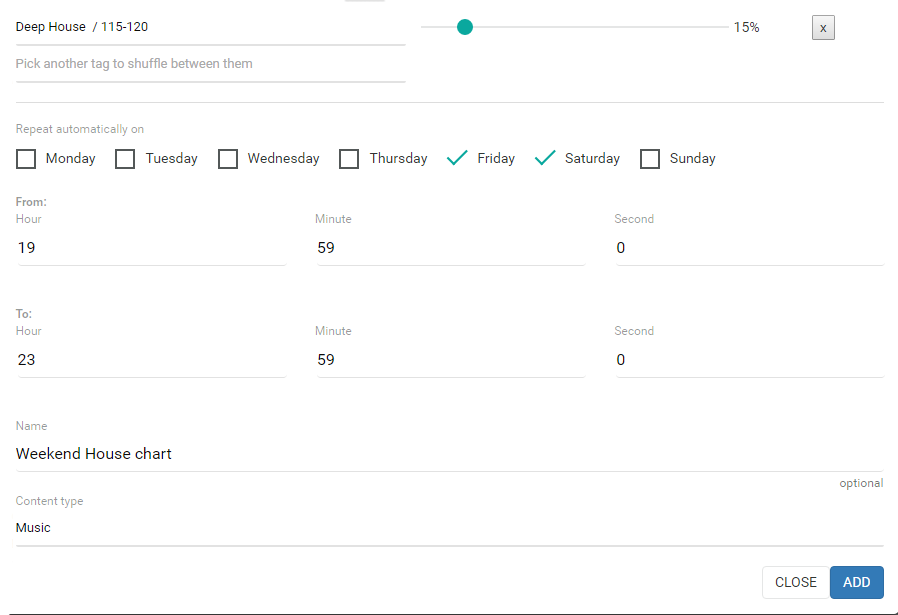 Deep House / 115-120 15% x
Pick another tag to shuffle between them
Repeat automatically on
Monday Tuesday Wednesday Thursday Friday Saturday Sunday
From:
Hour Minute Second
19 59 0
To:
Hour Minute Second
23 59 0
Name
Weekend House chart
optional
Content type
Music
CLOSE ADD